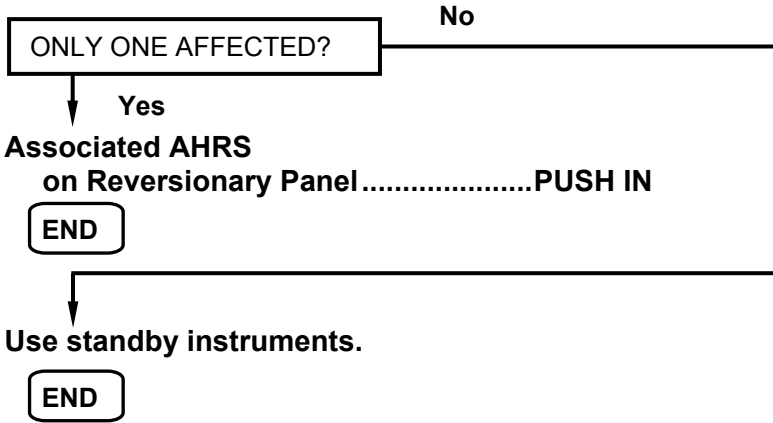 No
ONLY ONE AFFECTED?
Yes
Associated AHRS
on Reversionary Panel.....................PUSH IN
END
Use standby instruments.
END